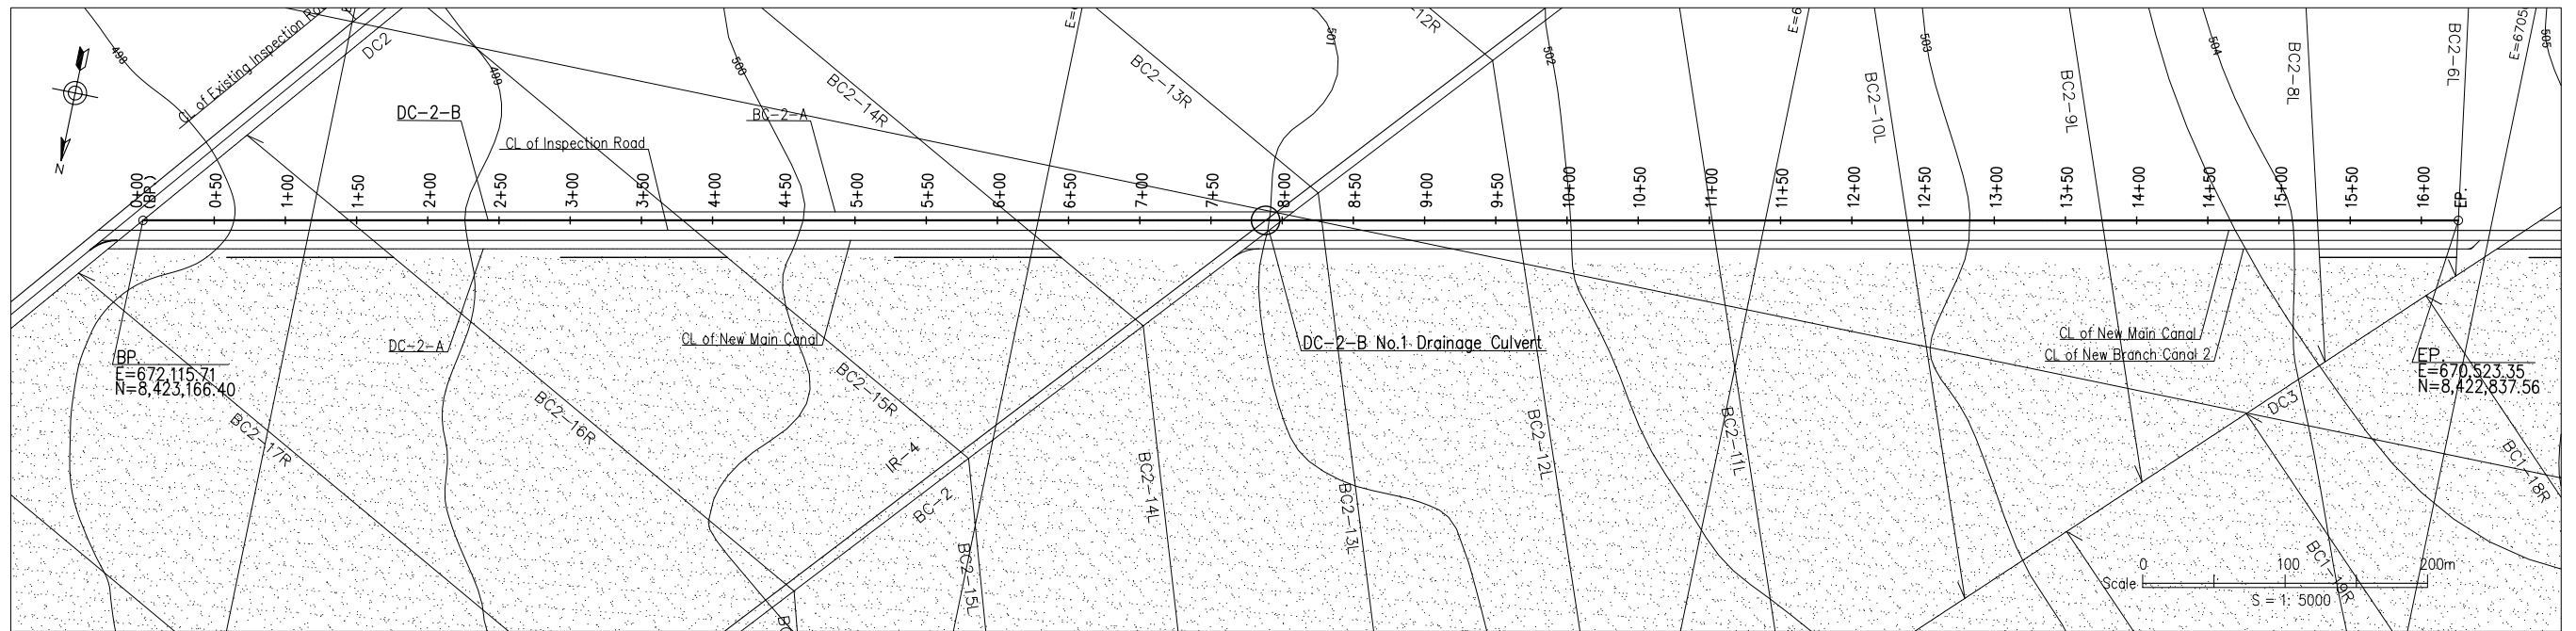 498
CL of Existing Inspection
DC2
499
500
BC2-14R
BC2-13R
501
-12R
502
BC2-10L
503
BC2-9L
504
BC2-8L
BC2-6L
505
N
DC-2-B
BC-2-A
CL of Inspection Road
0+00
(BP.)
0+50
1+00
1+50
2+00
2+50
3+00
3+50
4+00
4+50
5+00
5+50
6+00
6+50
7+00
7+50
8+00
8+50
9+00
9+50
10+00
10+50
11+00
11+50
12+00
12+50
13+00
13+50
14+00
14+50
15+00
15+50
16+00
EP.
DC-2-A
CL of New Main Canal
DC-2-B No.1 Drainage Culvert
CL of New Main Canal
CL of New Branch Canal 2
BP.
E=672,115.71
N=8,423,166.40
EP.
E=670,523.35
N=8,422,837.56
BC2-17R
BC2-16R
BC2-15R
IR-4
BC-2
BC2-15L
BC2-14L
BC2-13L
BC2-12L
BC2-11L
DC3
BC1-18R
BC1-19R
0 100 200m
Scale
S = 1: 5000